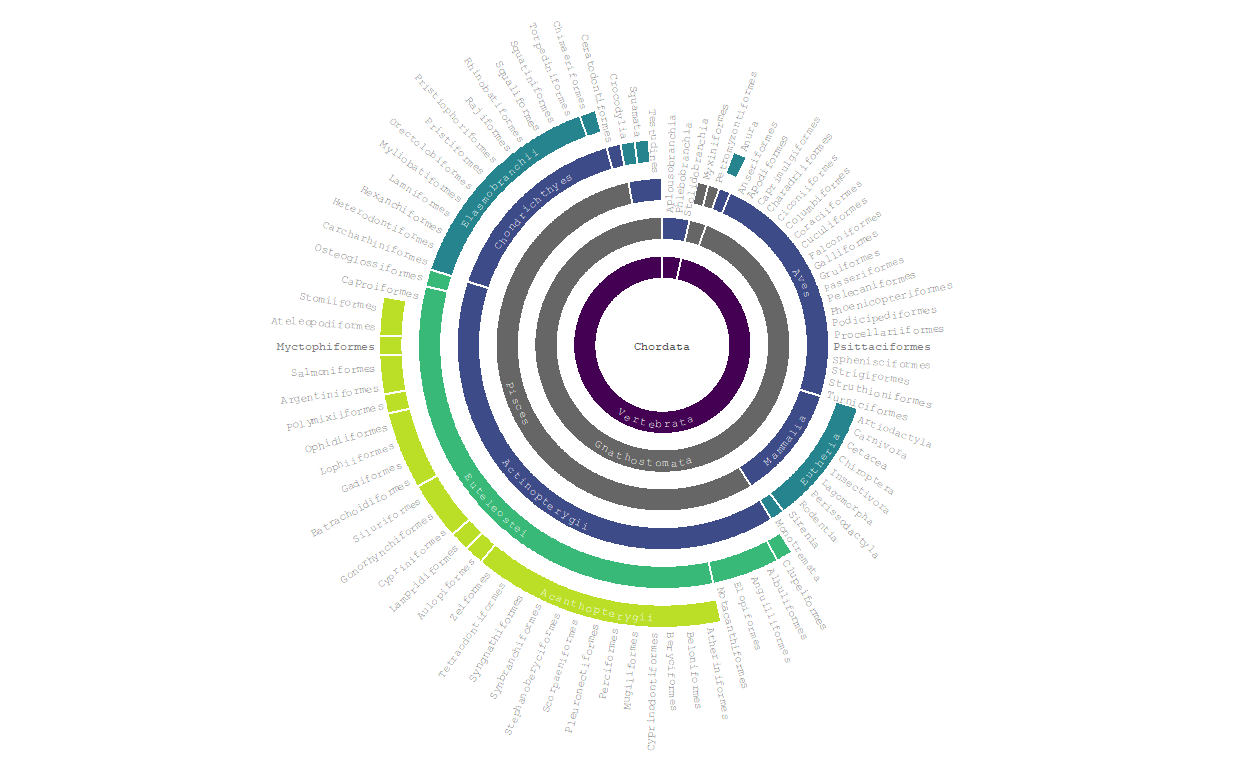 Chordata
Vertebrata
Gnathostomata
Pisces
Actinopterygii
Chondrichthyes
Elasmobranchii
Euteleostei
Acanthopterygii
Aves
Mammalia
Eutheria
Aplousobranchia
Phlebobranchia
Stolidobranchia
Myxiniformes
Petromyzontiformes
Anura
Anseriformes
Apodiformes
Caprimulgiformes
Charadriiformes
Ciconiiformes
Columbiformes
Coraciiformes
Cuculiformes
Falconiformes
Galliformes
Gruiformes
Passeriformes
Pelecaniformes
Phoenicopteriformes
Podicipediformes
Procellariiformes
Psittaciformes
Sphenisciformes
Strigiformes
Struthioniformes
Turniciformes
Artiodactyla
Carnivora
Cetacea
Chiroptera
Insectivora
Lagomorpha
Perissodactyla
Rodentia
Sirenia
Monotremata
Clupeiformes
Albuliformes
Anguilliformes
Elopiformes
Notacanthiformes
Atheriniformes
Beloniformes
Beryciformes
Cyprinodontiformes
Mugiliformes
Perciformes
Pleuronectiformes
Scorpaeniformes
Stephanoberyciformes
Synbranchiformes
Syngnathiformes
Tetraodontiformes
Zeiformes
Aulopiformes
Lampridiformes
Cypriniformes
Gonorhynchiformes
Siluriformes
Batrachoidiformes
Gadiformes
Lophiiformes
Ophidiiformes
Polymixiiformes
Argentiniformes
Salmoniformes
Myctophiformes
Ateleopodiformes
Stomiiformes
Caproiformes
Osteoglossiformes
Carcharhiniformes
Heterodontiformes
Hexanchiformes
Lamniformes
Myliobatiformes
Orectolobiformes
Pristiformes
Pristiophoriformes
Rajiformes
Rhinobatiformes
Squaliformes
Squatiniformes
Torpediniformes
Chimaeriformes
Ceratodontiformes
Crocodylia
Squamata
Testudines